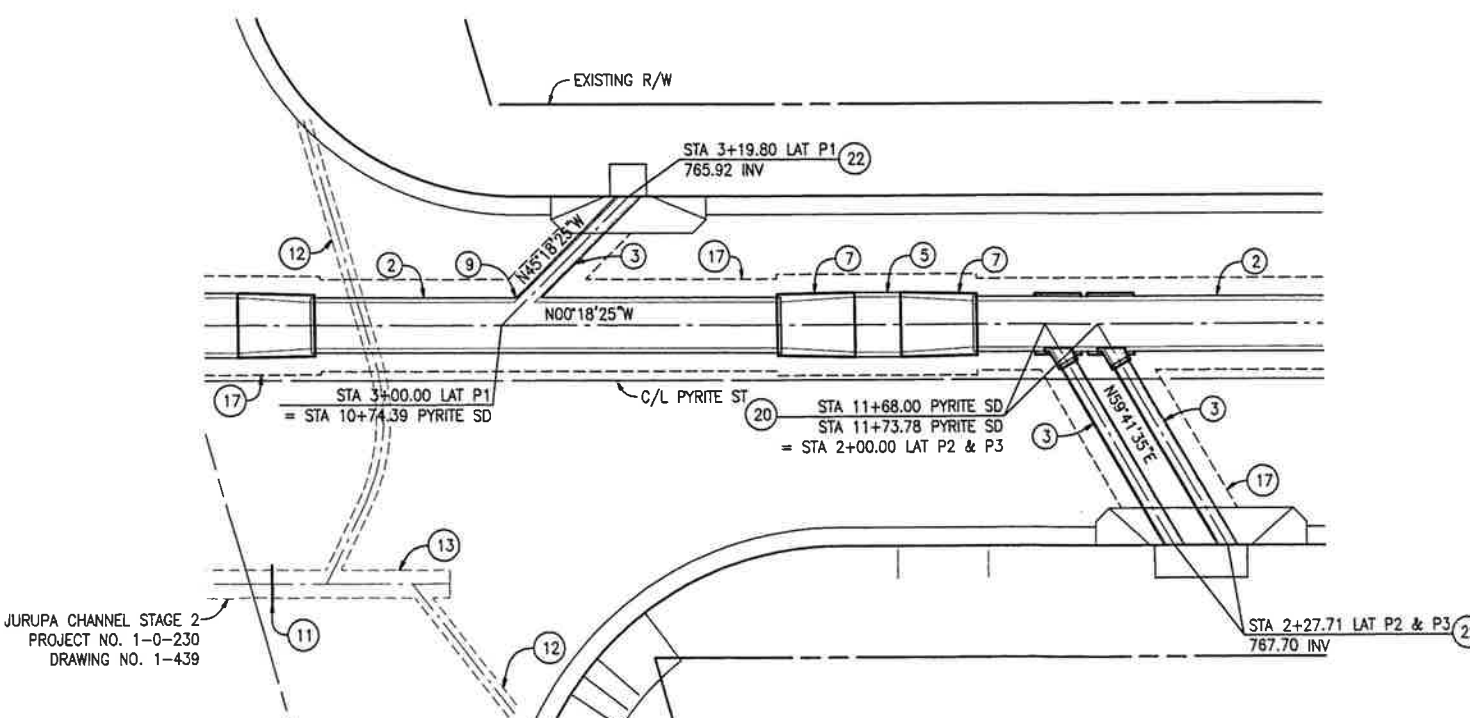 EXISTING R/W
STA 3+19.80 LAT P1
22
765.92 INV
12
2
9
N45°18'25"W
3
17
7
5
7
2
N00°18'25"W
17
STA 3+00.00 LAT P1
= STA 10+74.39 PYRITE SD
C/L PYRITE ST
20
STA 11+68.00 PYRITE SD
STA 11+73.78 PYRITE SD
= STA 2+00.00 LAT P2 & P3
3
N59°41'35"E
3
17
13
JURUPA CHANNEL STAGE 2
PROJECT NO. 1-0-230
DRAWING NO. 1-439
11
12
STA 2+27.71 LAT P2 & P3
767.70 INV